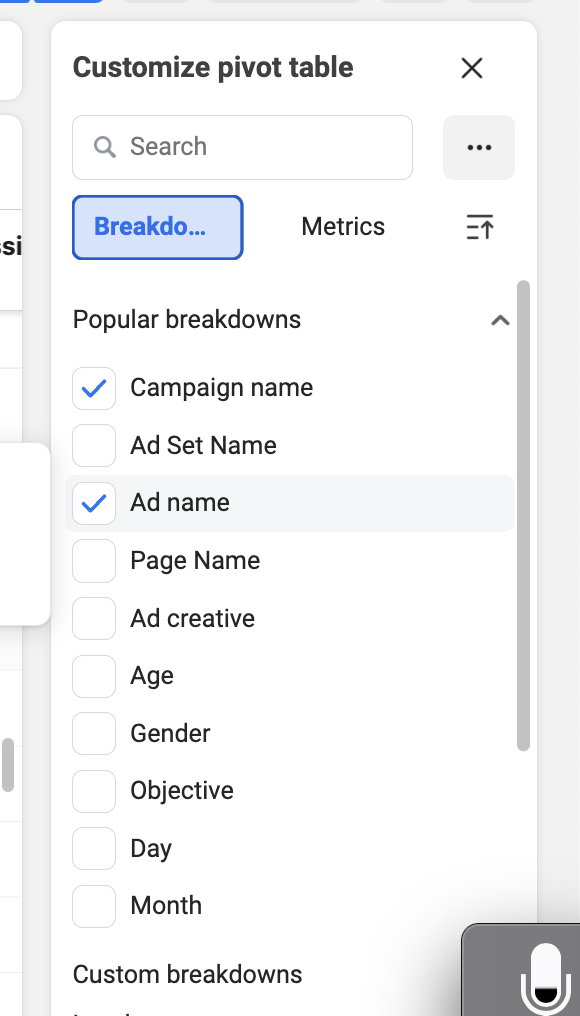 Customize pivot table
Search
Breakdo...
Metrics
ssi
Popular breakdowns
Campaign name
Ad Set Name
Ad name
Page Name
Ad creative
Age
Gender
Objective
Day
Month
Custom breakdowns